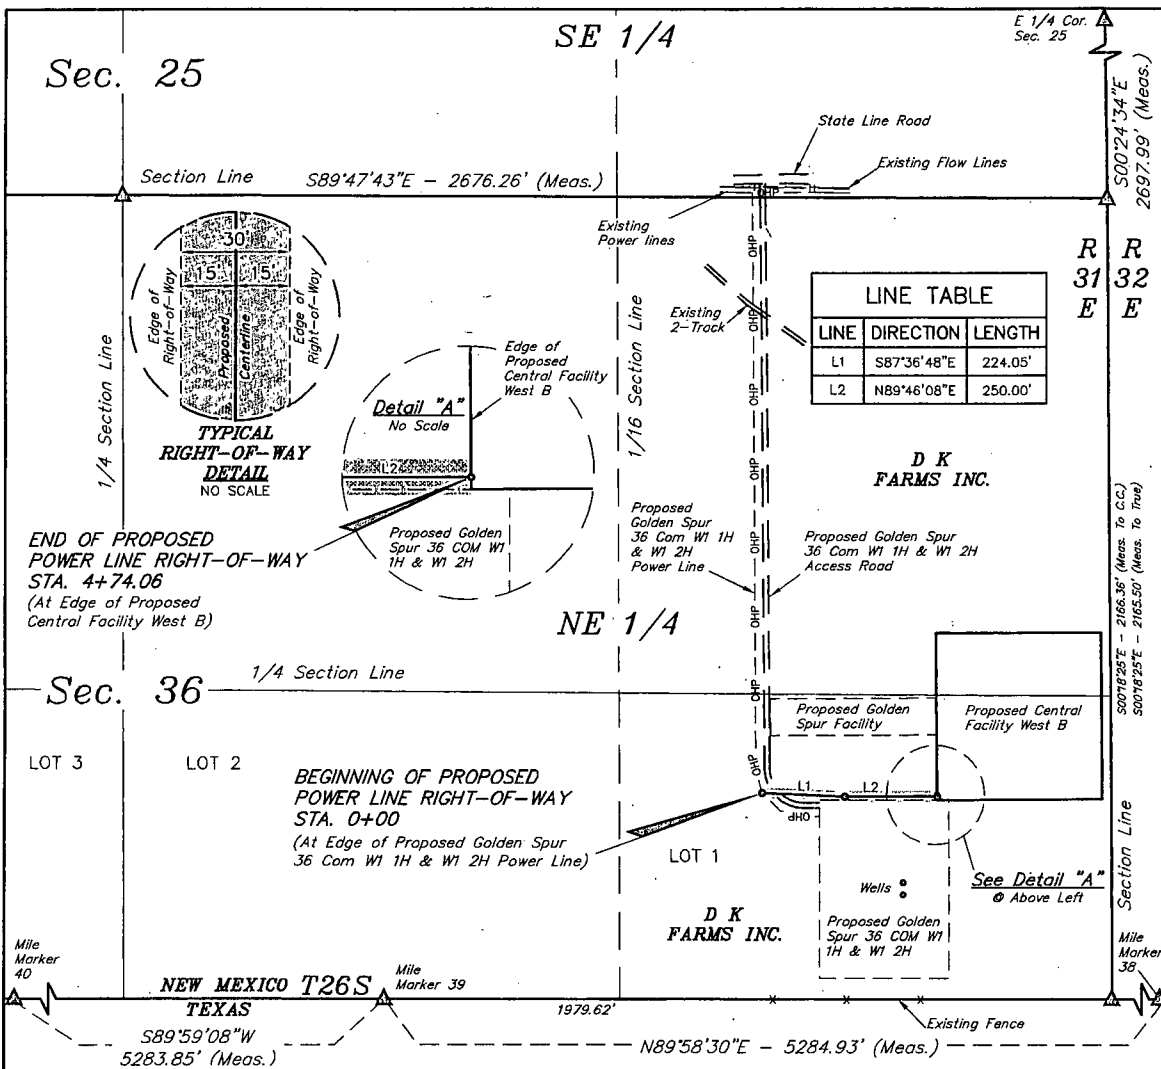 SE 1/4
E 1/4 Cor.
Sec. 25
Sec. 25
S00°24'34"E
2697.99' (Meas.)
State Line Road
Existing Flow Lines
Section Line
S89°47'43"E - 2676.26' (Meas.)
Existing
Power lines
OHP
30'
15'
15'
Edge of
Right-of-Way
Proposed
Centerline
Edge of
Right-of-Way
TYPICAL
RIGHT-OF-WAY
DETAIL
NO SCALE
1/4 Section Line
1/16 Section Line
Existing
2-Track
OHP
OHP
OHP
OHP
OHP
OHP
OHP
OHP
R
31
E
R
32
E
LINE TABLE
LINE DIRECTION LENGTH
L1 S87°36'48"E 224.05'
L2 N89°46'08"E 250.00'
Edge of
Proposed
Central Facility
West B
Detail "A"
No Scale
L2
Proposed Golden
Spur 36 COM W1
1H & W1 2H
D K
FARMS INC.
END OF PROPOSED
POWER LINE RIGHT-OF-WAY
STA. 4+74.06
(At Edge of Proposed
Central Facility West B)
Proposed
Golden Spur
36 Com W1 1H
& W1 2H
Power Line
Proposed Golden Spur
36 Com W1 1H & W1 2H
Access Road
S00°18'25"E - 2166.36' (Meas. To C.C.)
S00°18'25"E - 2165.50' (Meas. To True)
NE 1/4
1/4 Section Line
Sec. 36
Proposed Golden
Spur Facility
Proposed Central
Facility West B
LOT 3
LOT 2
BEGINNING OF PROPOSED
POWER LINE RIGHT-OF-WAY
STA. 0+00
(At Edge of Proposed Golden Spur
36 Com W1 1H & W1 2H Power Line)
L1
L2
OHP
LOT 1
Wells
See Detail "A"
@ Above Left
Section Line
D K
FARMS INC.
Proposed Golden
Spur 36 COM W1
1H & W1 2H
Mile
Marker
40
NEW MEXICO T26S
TEXAS
Mile
Marker 39
Mile
Marker
38
1979.62'
Existing Fence
S89°59'08"W
5283.85' (Meas.)
N89°58'30"E - 5284.93' (Meas.)